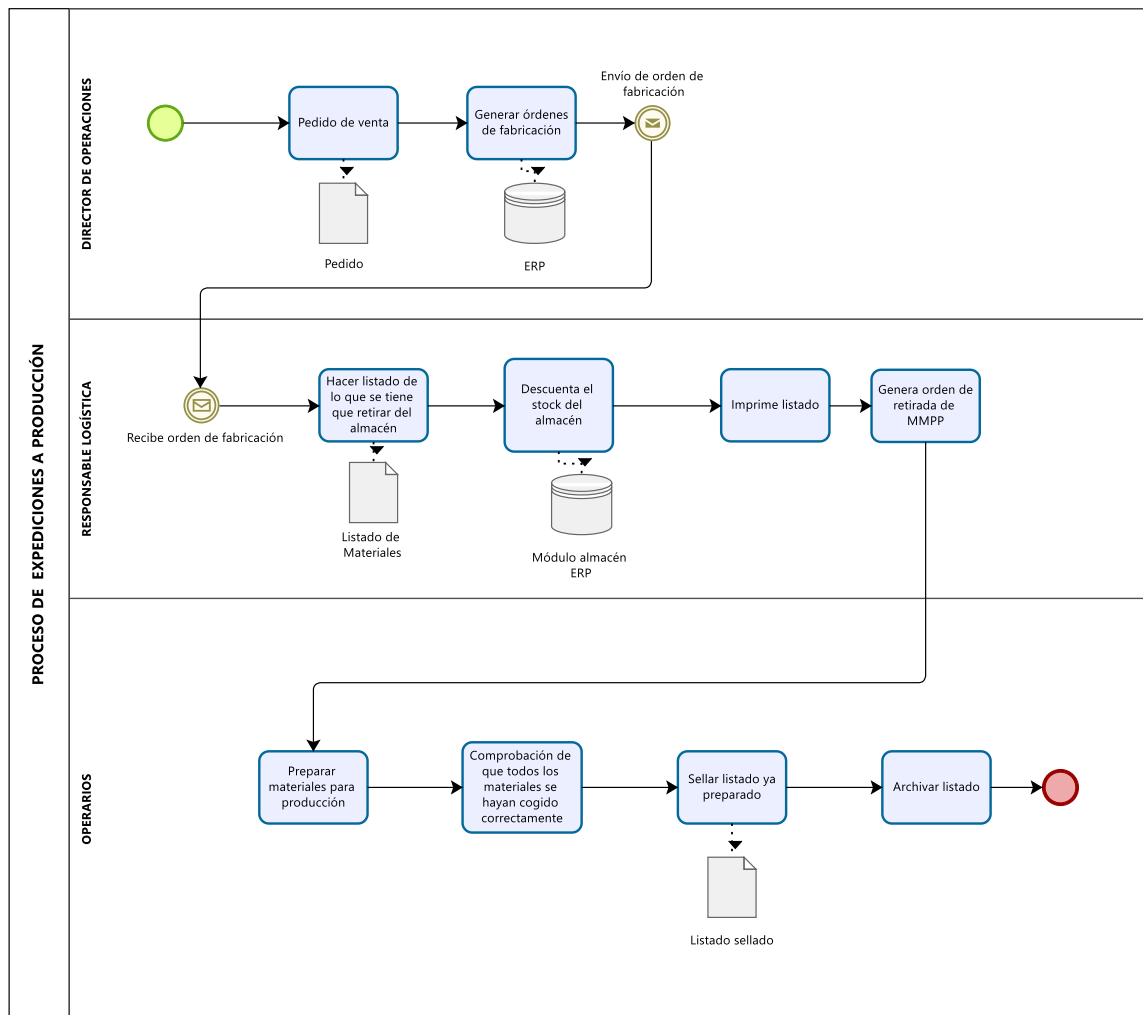 PROCESO DE  EXPEDICIONES A PRODUCCIÓN
DIRECTOR DE OPERACIONES
Pedido de venta
Generar órdenes
de fabricación
Envío de orden de
fabricación
Pedido
ERP
RESPONSABLE LOGÍSTICA
Recibe orden de fabricación
Hacer listado de
lo que se tiene
que retirar del
almacén
Descuenta el
stock del
almacén
Imprime listado
Genera orden de
retirada de
MMPP
Listado de
Materiales
Módulo almacén
ERP
OPERARIOS
Preparar
materiales para
producción
Comprobación de
que todos los
materiales se
hayan cogido
correctamente
Sellar listado ya
preparado
Archivar listado
Listado sellado